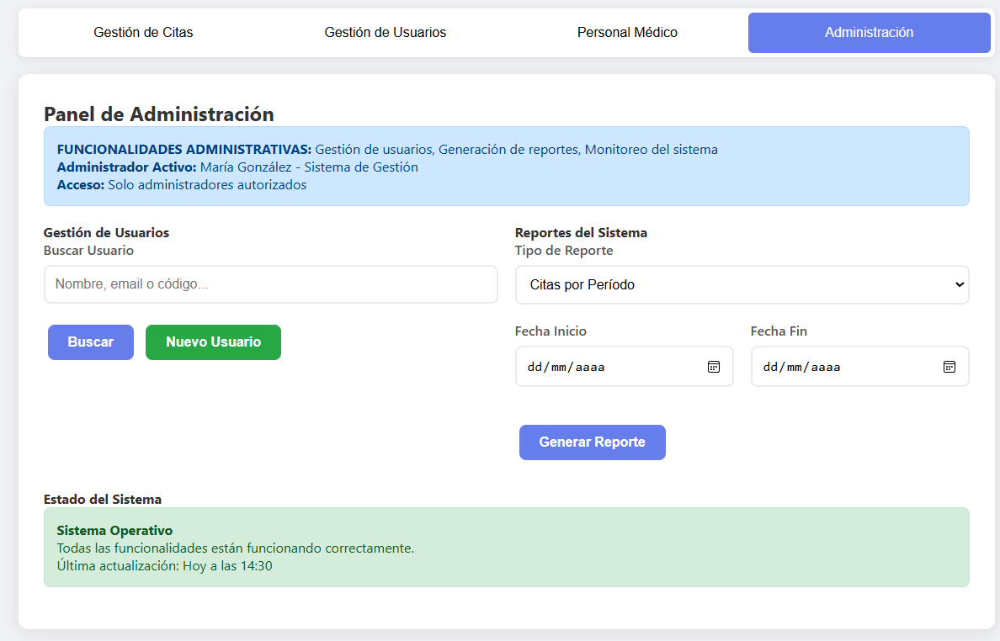 Gestión de Citas
Gestión de Usuarios
Personal Médico
Administración
Panel de Administración
FUNCIONALIDADES ADMINISTRATIVAS: Gestión de usuarios, Generación de reportes, Monitoreo del sistema
Administrador Activo: María González - Sistema de Gestión
Acceso: Solo administradores autorizados
Gestión de Usuarios
Buscar Usuario
Nombre, email o código...
Buscar
Nuevo Usuario
Reportes del Sistema
Tipo de Reporte
Citas por Período
Fecha Inicio
dd/mm/aaaa
Fecha Fin
dd/mm/aaaa
Generar Reporte
Estado del Sistema
Sistema Operativo
Todas las funcionalidades están funcionando correctamente.
Última actualización: Hoy a las 14:30